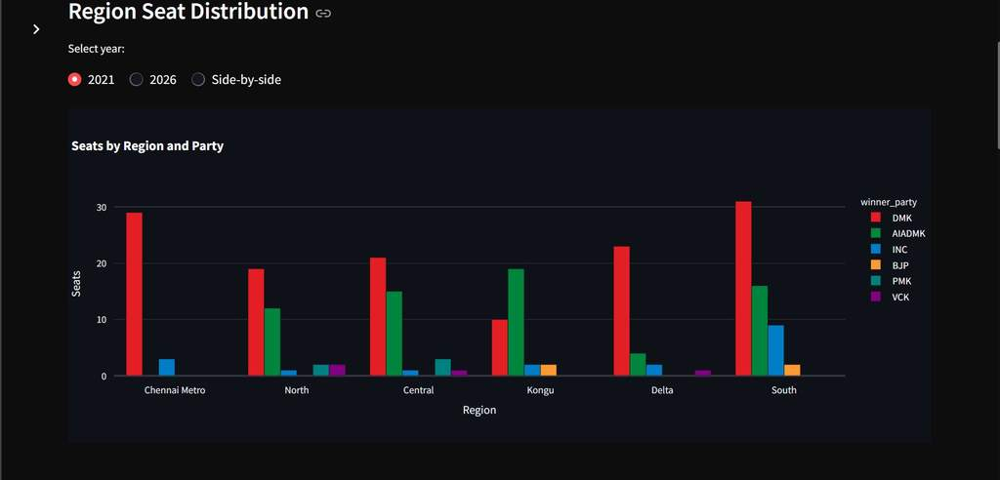 Region Seat Distribution
Select year:
2021 2026 Side-by-side
Seats by Region and Party
winner_party
DMK
AIADMK
INC
BJP
PMK
VCK
Seats
30
20
10
0
Chennai Metro North Central Kongu Delta South
Region